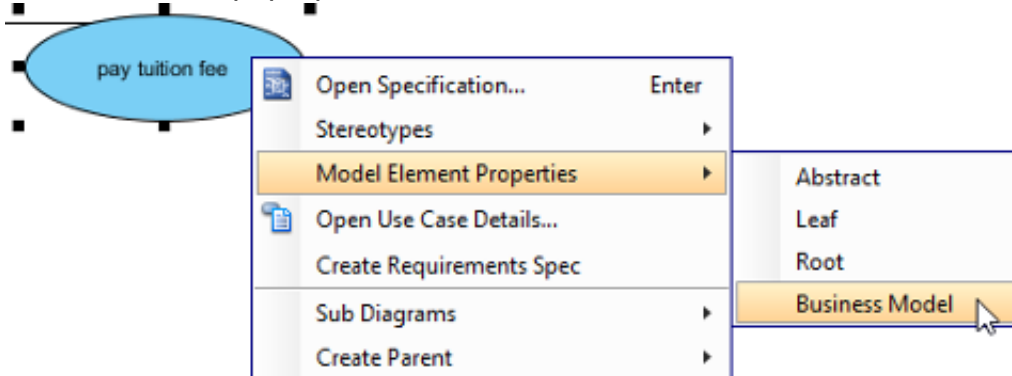 pay tuition fee
Open Specification... Enter
Stereotypes
Model Element Properties
Open Use Case Details...
Create Requirements Spec
Sub Diagrams
Create Parent
Abstract
Leaf
Root
Business Model